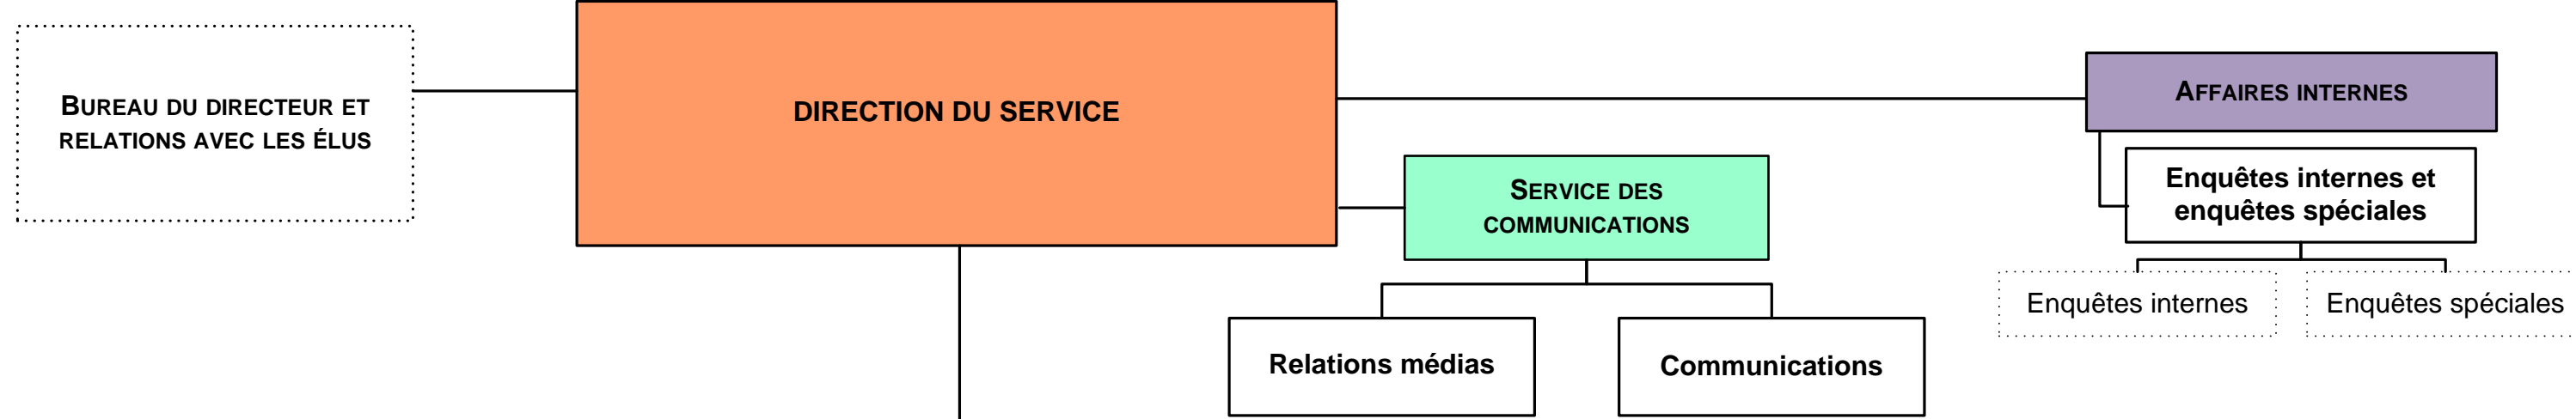 BUREAU DU DIRECTEUR ET
RELATIONS AVEC LES ÉLUS
DIRECTION DU SERVICE
AFFAIRES INTERNES
SERVICE DES
COMMUNICATIONS
Enquêtes internes et
enquêtes spéciales
Enquêtes internes
Enquêtes spéciales
Relations médias
Communications